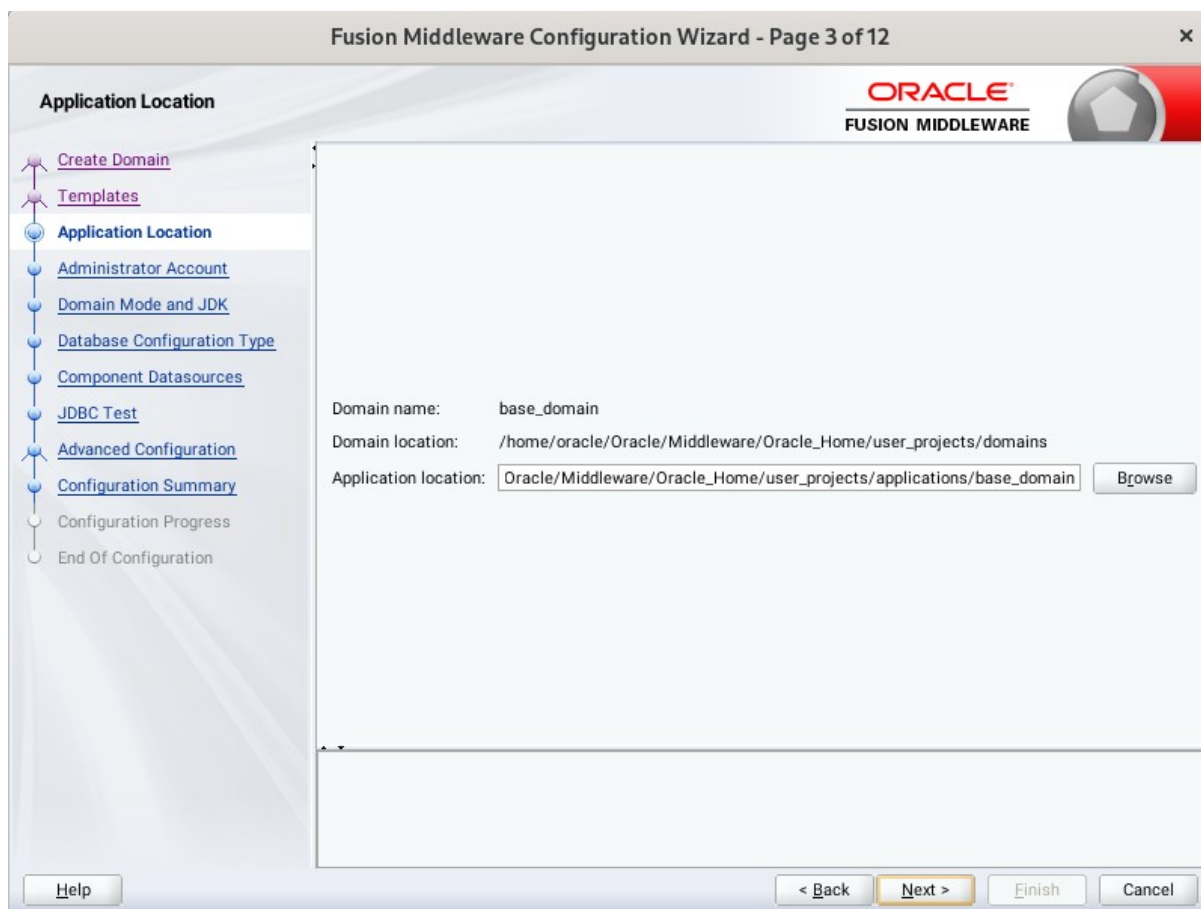 Fusion Middleware Configuration Wizard - Page 3 of 12
×
Application Location
ORACLE
FUSION MIDDLEWARE
Create Domain
Templates
Application Location
Administrator Account
Domain Mode and JDK
Database Configuration Type
Component Datasources
JDBC Test
Advanced Configuration
Configuration Summary
Configuration Progress
End Of Configuration
Domain name: base_domain
Domain location: /home/oracle/Oracle/Middleware/Oracle_Home/user_projects/domains
Application location: Oracle/Middleware/Oracle_Home/user_projects/applications/base_domain Browse
Help < Back Next > Finish Cancel